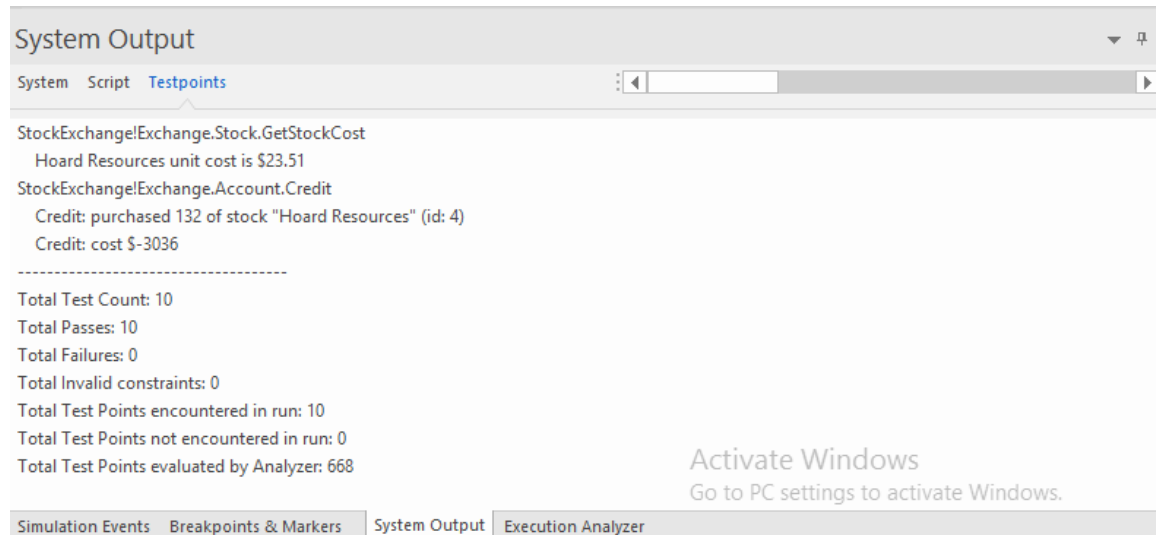 System Output
System Script Testpoints
StockExchange!Exchange.Stock.GetStockCost
Hoard Resources unit cost is $23.51
StockExchange!Exchange.Account.Credit
Credit: purchased 132 of stock "Hoard Resources" (id: 4)
Credit: cost $-3036
-------------------------------------
Total Test Count: 10
Total Passes: 10
Total Failures: 0
Total Invalid constraints: 0
Total Test Points encountered in run: 10
Total Test Points not encountered in run: 0
Total Test Points evaluated by Analyzer: 668
Activate Windows
Go to PC settings to activate Windows.
Simulation Events Breakpoints & Markers System Output Execution Analyzer